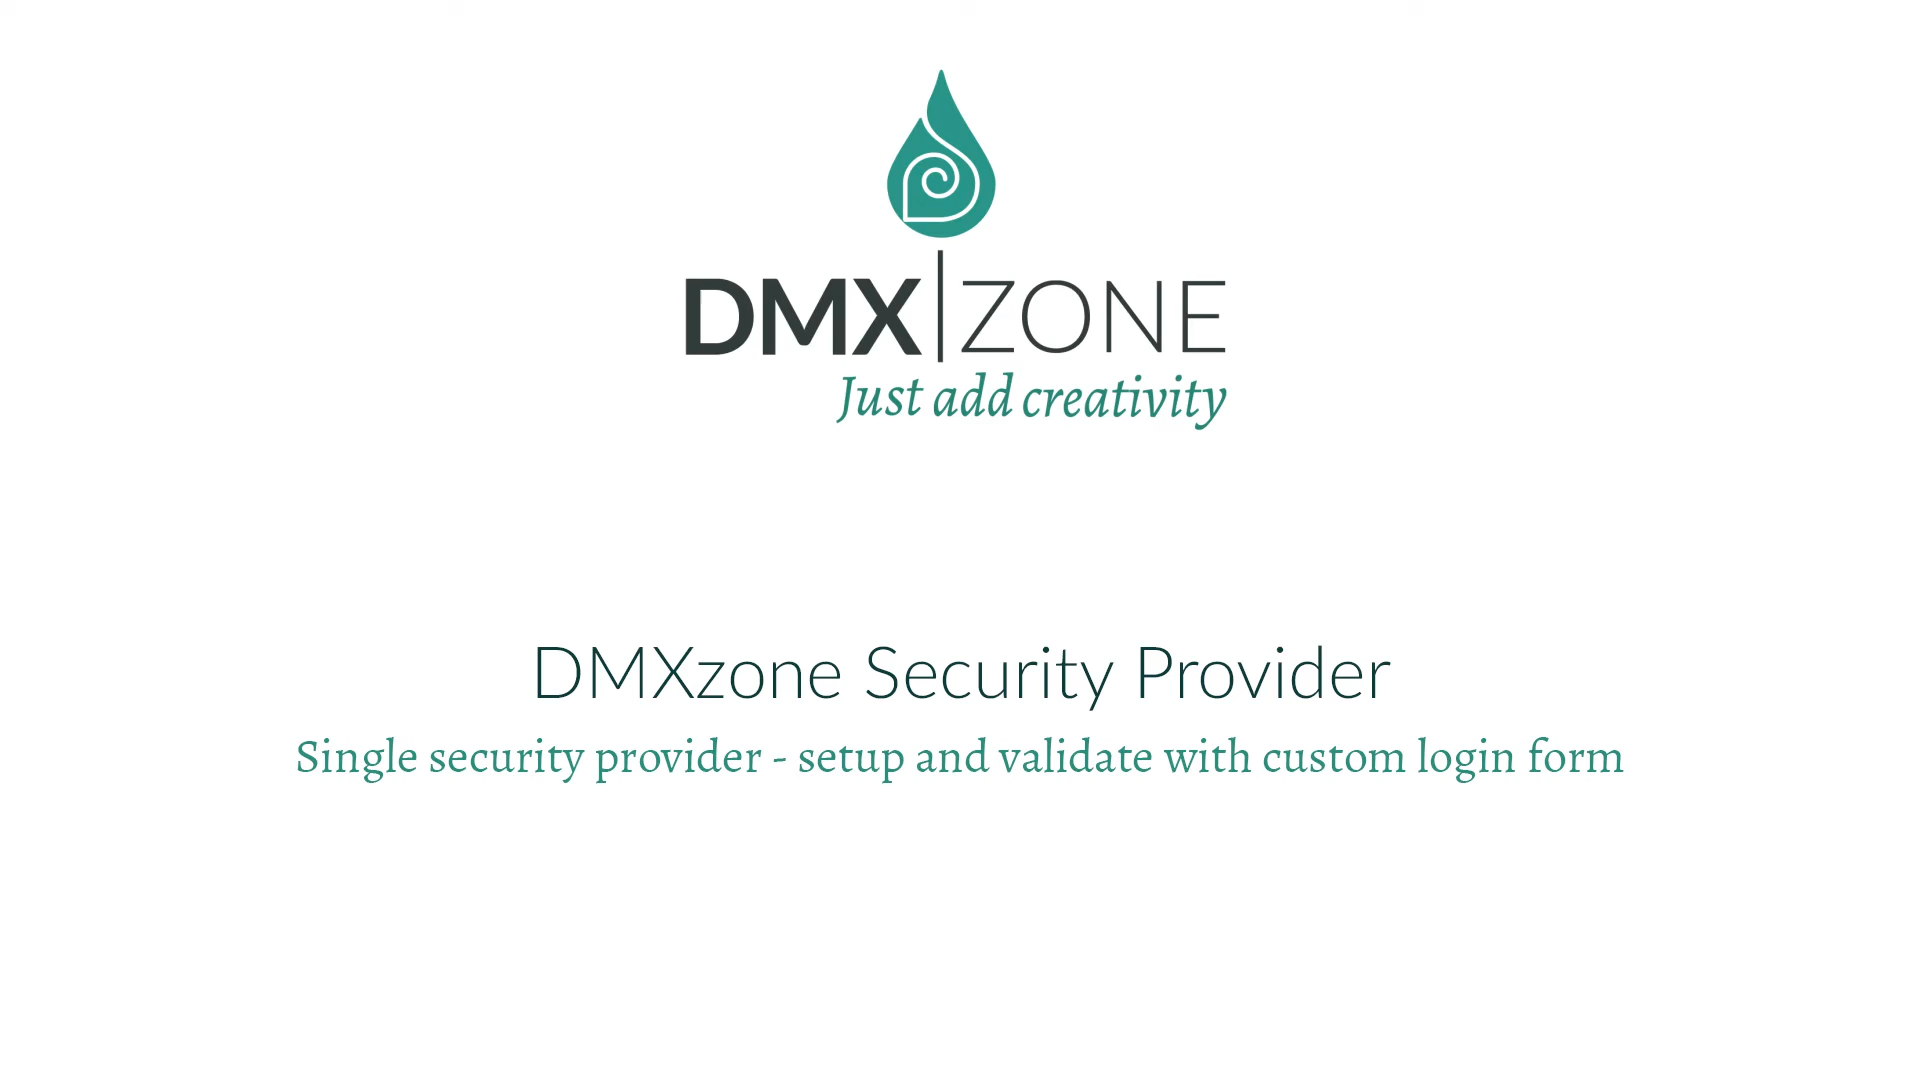 DMX|ZONE
Just add creativity
DMXzone Security Provider
Single security provider - setup and validate with custom login form